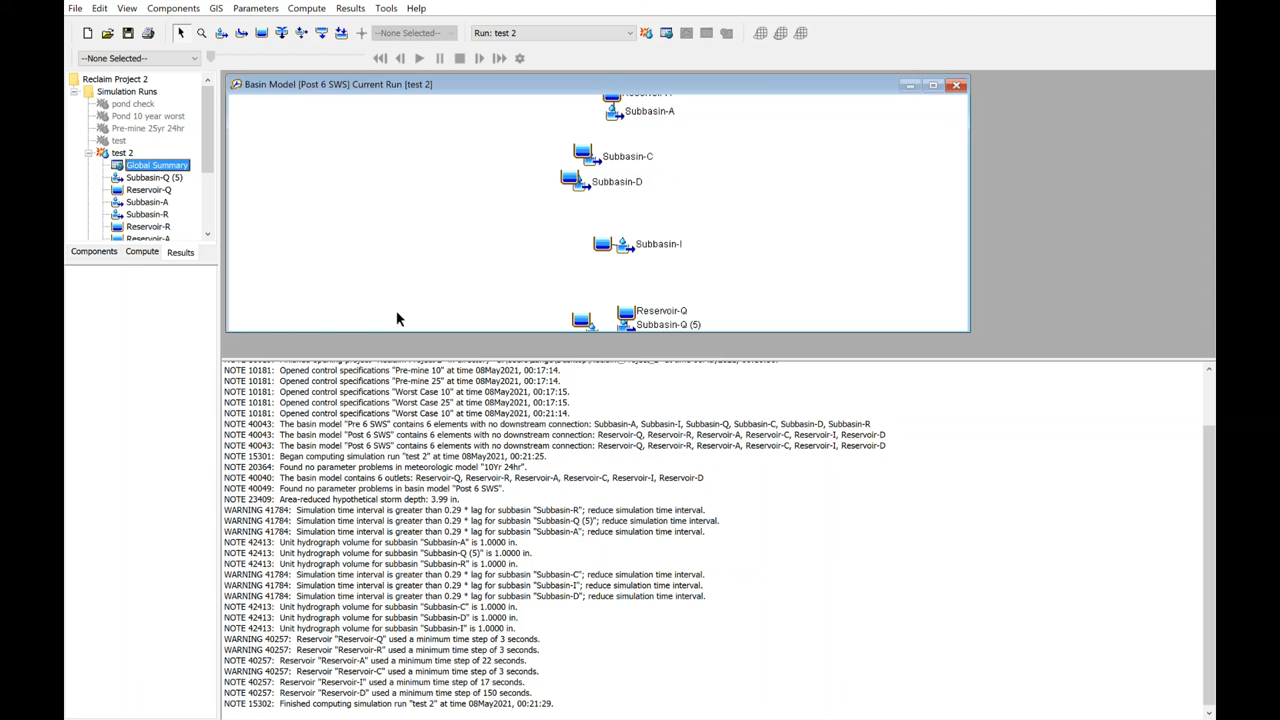 File Edit View Components GIS Parameters Compute Results Tools Help
--None Selected-- Run: test 2
--None Selected--
Reclaim Project 2
Simulation Runs
pond check
Pond 10 year worst
Pre-mine 25yr 24hr
test
test 2
Global Summary
Subbasin-Q (5)
Reservoir-Q
Subbasin-A
Subbasin-R
Reservoir-R
Reservoir-A
Components Compute Results
Basin Model [Post 6 SWS] Current Run [test 2]
Subbasin-A
Subbasin-C
Subbasin-D
Subbasin-I
Reservoir-Q
Subbasin-Q (5)
NOTE 10181: Opened control specifications "Pre-mine 10" at time 08May2021, 00:17:14.
NOTE 10181: Opened control specifications "Pre-mine 25" at time 08May2021, 00:17:14.
NOTE 10181: Opened control specifications "Worst Case 25" at time 08May2021, 00:17:15.
NOTE 10181: Opened control specifications "Worst Case 10" at time 08May2021, 00:21:14.
NOTE 40043: The basin model "Pre 6 SWS" contains 6 elements with no downstream connection: Subbasin-A, Subbasin-I, Subbasin-Q, Subbasin-C, Subbasin-D, Subbasin-R
NOTE 40043: The basin model "Post 6 SWS" contains 6 elements with no downstream connection: Reservoir-Q, Reservoir-R, Reservoir-A, Reservoir-C, Reservoir-I, Reservoir-D
NOTE 40043: The basin model "Post 6 SWS" contains 6 elements with no downstream connection: Reservoir-Q, Reservoir-R, Reservoir-A, Reservoir-C, Reservoir-I, Reservoir-D
NOTE 15301: Began computing simulation run "test 2" at time 08May2021, 00:21:25.
NOTE 20364: Found no parameter problems in meteorologic model "10Yr 24hr".
NOTE 40040: The basin model contains 6 outlets: Reservoir-Q, Reservoir-R, Reservoir-A, Reservoir-C, Reservoir-I, Reservoir-D
NOTE 40049: Found no parameter problems in basin model "Post 6 SWS".
NOTE 23409: Area-reduced hypothetical storm depth: 3.99 in.
WARNING 41784: Simulation time interval is greater than 0.29 * lag for subbasin "Subbasin-R"; reduce simulation time interval.
WARNING 41784: Simulation time interval is greater than 0.29 * lag for subbasin "Subbasin-Q (5)"; reduce simulation time interval.
WARNING 41784: Simulation time interval is greater than 0.29 * lag for subbasin "Subbasin-A"; reduce simulation time interval.
NOTE 42413: Unit hydrograph volume for subbasin "Subbasin-A" is 1.0000 in.
NOTE 42413: Unit hydrograph volume for subbasin "Subbasin-Q (5)" is 1.0000 in.
NOTE 42413: Unit hydrograph volume for subbasin "Subbasin-R" is 1.0000 in.
WARNING 41784: Simulation time interval is greater than 0.29 * lag for subbasin "Subbasin-C"; reduce simulation time interval.
WARNING 41784: Simulation time interval is greater than 0.29 * lag for subbasin "Subbasin-I"; reduce simulation time interval.
WARNING 41784: Simulation time interval is greater than 0.29 * lag for subbasin "Subbasin-D"; reduce simulation time interval.
NOTE 42413: Unit hydrograph volume for subbasin "Subbasin-C" is 1.0000 in.
NOTE 42413: Unit hydrograph volume for subbasin "Subbasin-D" is 1.0000 in.
NOTE 42413: Unit hydrograph volume for subbasin "Subbasin-I" is 1.0000 in.
WARNING 40257: Reservoir "Reservoir-Q" used a minimum time step of 3 seconds.
WARNING 40257: Reservoir "Reservoir-R" used a minimum time step of 3 seconds.
NOTE 40257: Reservoir "Reservoir-A" used a minimum time step of 22 seconds.
WARNING 40257: Reservoir "Reservoir-C" used a minimum time step of 3 seconds.
NOTE 40257: Reservoir "Reservoir-I" used a minimum time step of 17 seconds.
NOTE 40257: Reservoir "Reservoir-D" used a minimum time step of 150 seconds.
NOTE 15302: Finished computing simulation run "test 2" at time 08May2021, 00:21:29.